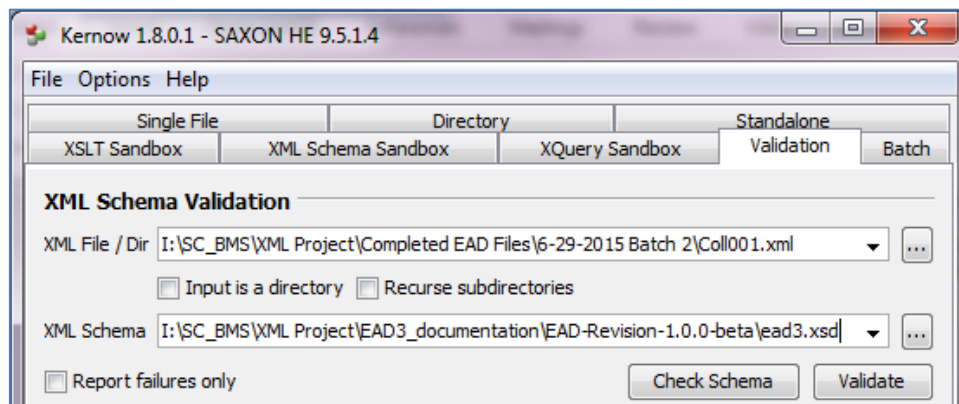 Kernow 1.8.0.1 - SAXON HE 9.5.1.4
File Options Help
Single File Directory Standalone
XSLT Sandbox XML Schema Sandbox XQuery Sandbox Validation Batch
XML Schema Validation
XML File / Dir I:\SC_BMS\XML Project\Completed EAD Files\6-29-2015 Batch 2\Coll001.xml ...
Input is a directory Recurse subdirectories
XML Schema I:\SC_BMS\XML Project\EAD3_documentation\EAD-Revision-1.0.0-beta\ead3.xsd ...
Report failures only Check Schema Validate